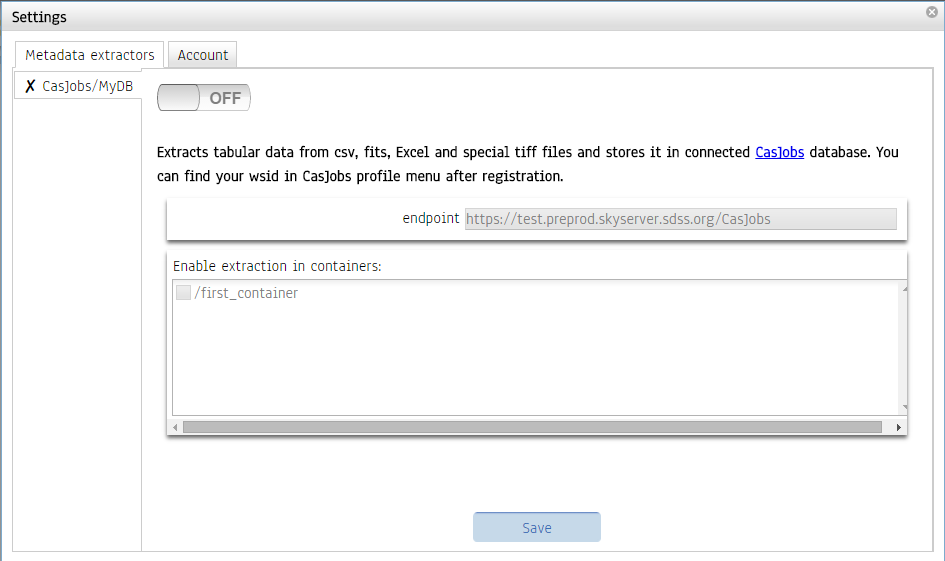 Settings
Metadata extractors Account
✗ CasJobs/MyDB
OFF
Extracts tabular data from csv, fits, Excel and special tiff files and stores it in connected CasJobs database. You
can find your wsid in CasJobs profile menu after registration.
endpoint https://test.preprod.skyserver.sdss.org/CasJobs
Enable extraction in containers:
/first_container
Save